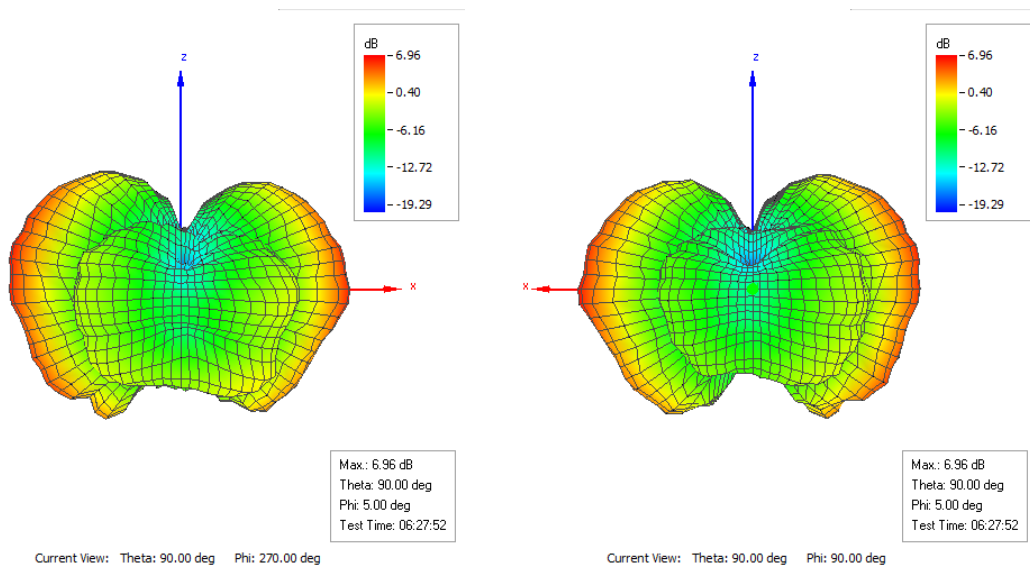 dB
6.96
0.40
-6.16
-12.72
-19.29
z
x
Max.: 6.96 dB
Theta: 90.00 deg
Phi: 5.00 deg
Test Time: 06:27:52
Current View: Theta: 90.00 deg Phi: 270.00 deg
dB
6.96
0.40
-6.16
-12.72
-19.29
z
x
Max.: 6.96 dB
Theta: 90.00 deg
Phi: 5.00 deg
Test Time: 06:27:52
Current View: Theta: 90.00 deg Phi: 90.00 deg